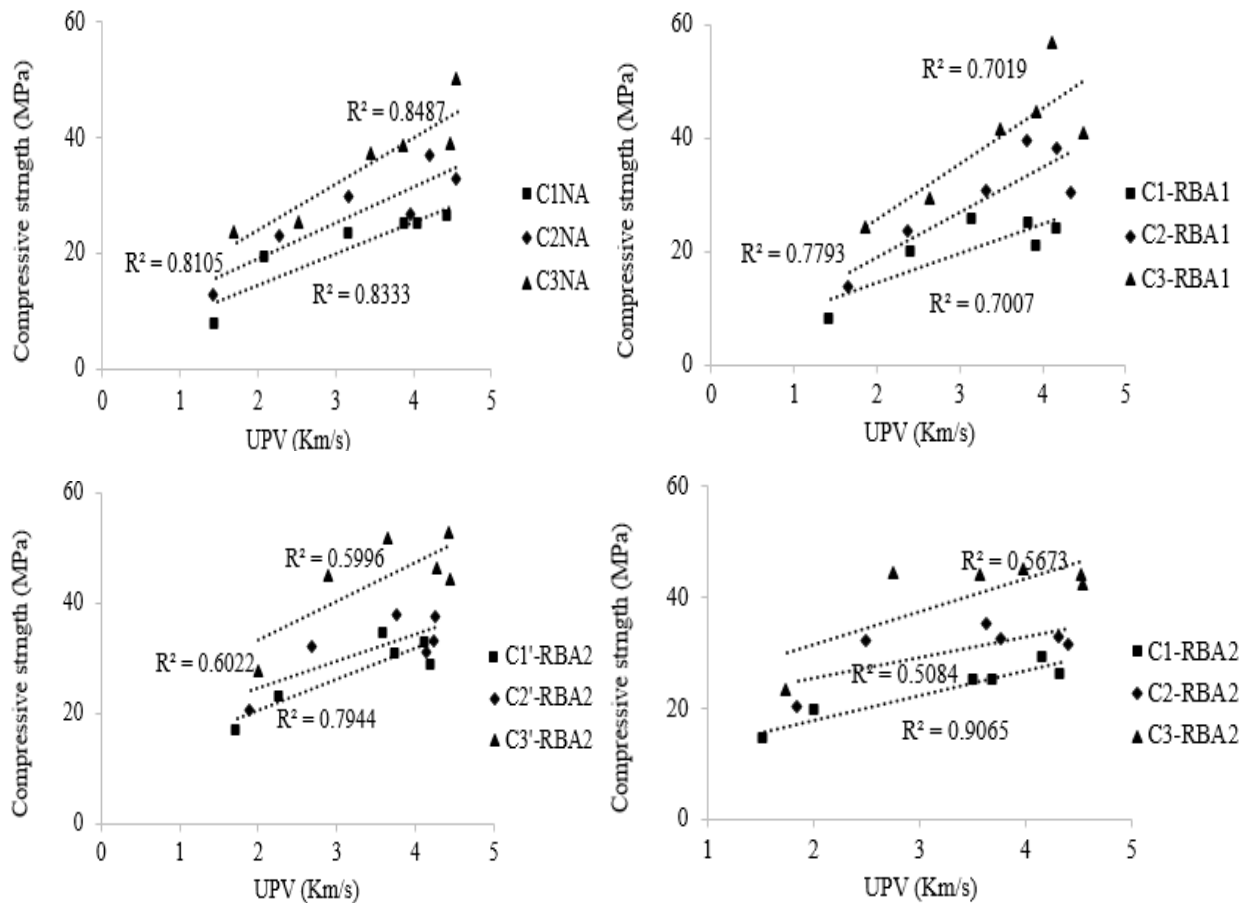 Compressive strngth (MPa)
60
40
20
0
0 1 2 3 4 5
UPV (Km/s)
R² = 0.8487
R² = 0.8105
R² = 0.8333
C1NA
C2NA
C3NA
Compressive strngth (MPa)
60
40
20
0
0 1 2 3 4 5
UPV (Km/s)
R² = 0.7019
R² = 0.7793
R² = 0.7007
C1-RBA1
C2-RBA1
C3-RBA1
Compressive strngth (MPa)
60
40
20
0
0 1 2 3 4 5
UPV (Km/s)
R² = 0.5996
R² = 0.6022
R² = 0.7944
C1'-RBA2
C2'-RBA2
C3'-RBA2
Compressive strngth (MPa)
60
40
20
0
1 2 3 4 5
UPV (Km/s)
R² = 0.5673
R² = 0.5084
R² = 0.9065
C1-RBA2
C2-RBA2
C3-RBA2